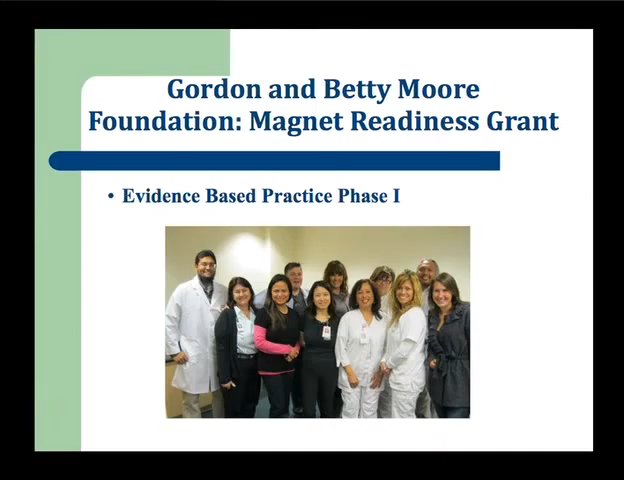 Gordon and Betty Moore
Foundation: Magnet Readiness Grant
• Evidence Based Practice Phase I